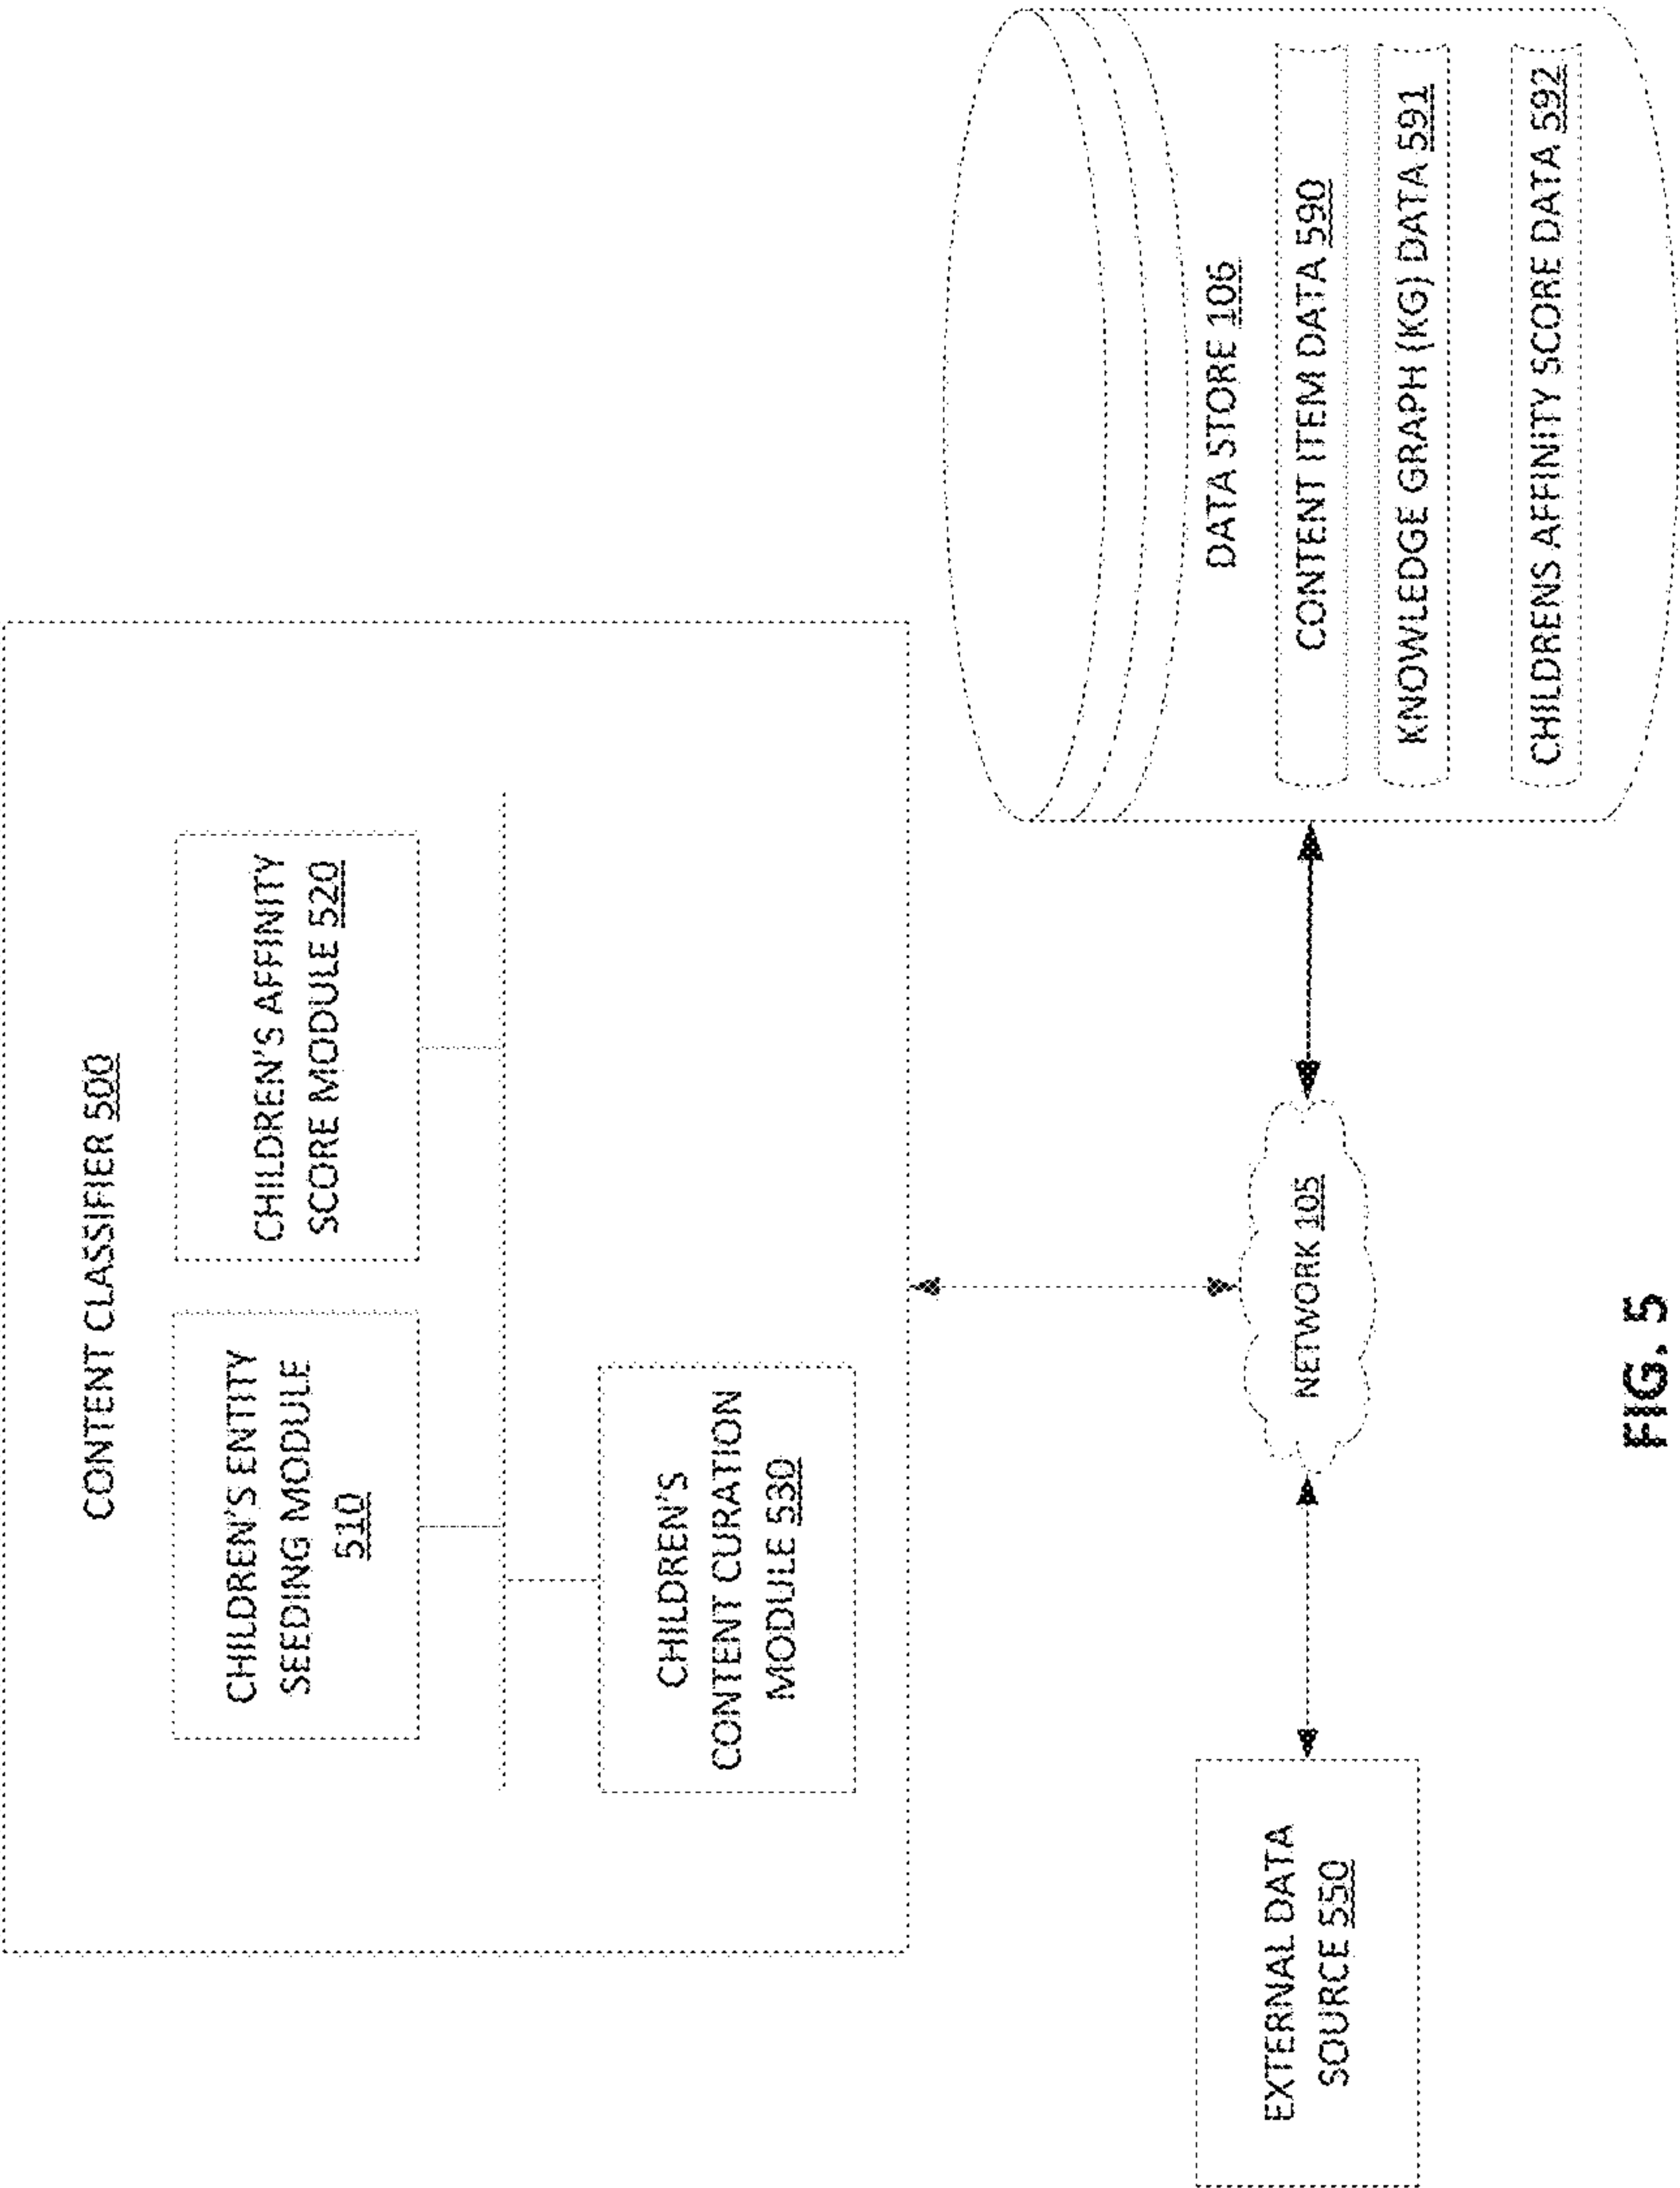 CONTENT CLASSIFIER 500
CHILDREN'S ENTITY
SEEDING MODULE
510
CHILDREN'S AFFINITY
SCORE MODULE 520
CHILDREN'S
CONTENT CURATION
MODULE 530
EXTERNAL DATA
SOURCE 550
NETWORK 105
DATA STORE 106
CONTENT ITEM DATA 590
KNOWLEDGE GRAPH (KG) DATA 591
CHILDRENS AFFINITY SCORE DATA 592
FIG. 5